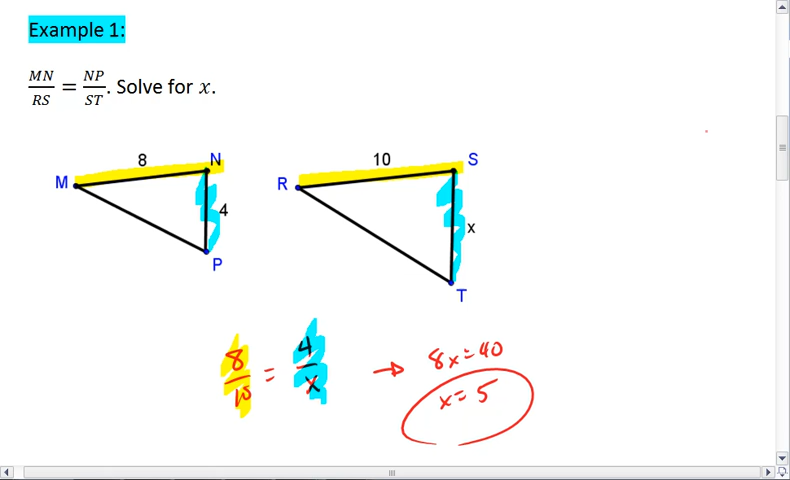 Example 1:
MN/RS = NP/ST. Solve for x.
8 N
M
4
P
10 S
R
x
T
8/10 = 4/x → 8x = 40
x = 5